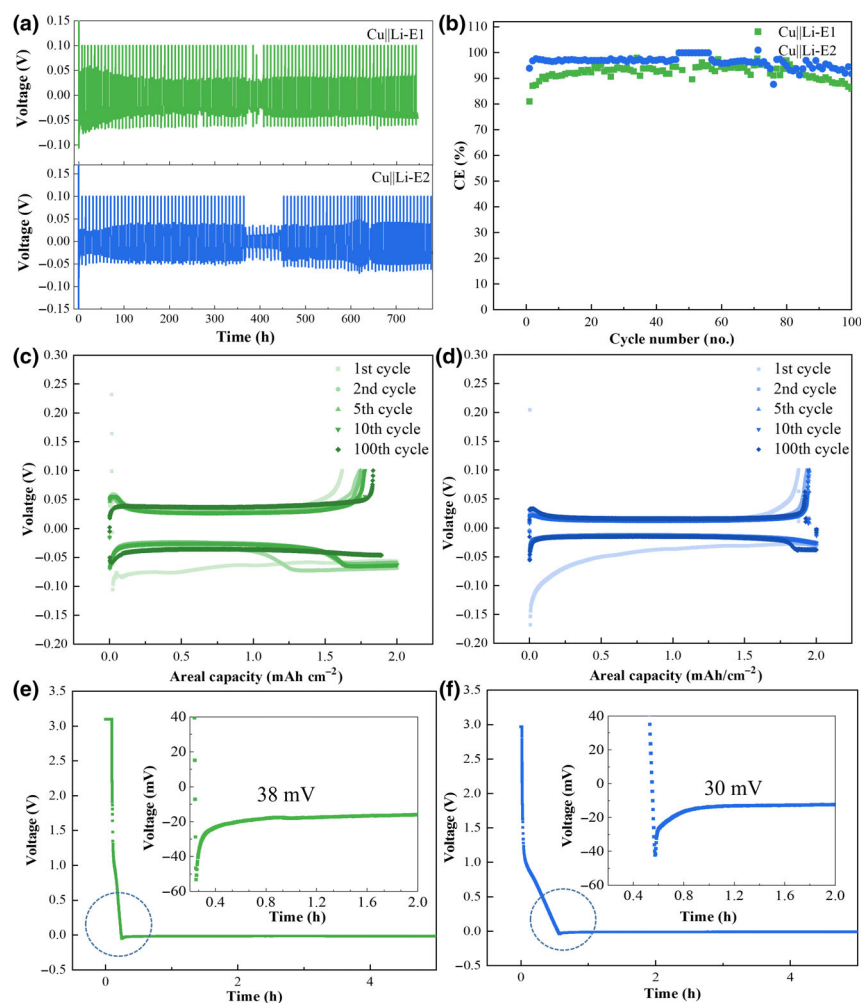 (a)
Cu||Li-E1
0.15
0.10
0.05
0.00
−0.05
−0.10
Voltage (V)
Cu||Li-E2
0.15
0.10
0.05
0.00
−0.05
−0.10
−0.15
Voltage (V)
0 100 200 300 400 500 600 700
Time (h)
(b)
Cu||Li-E1
Cu||Li-E2
100
90
80
70
60
50
40
30
20
10
0
CE (%)
0 20 40 60 80 100
Cycle number (no.)
(c)
1st cycle
2nd cycle
5th cycle
10th cycle
100th cycle
0.30
0.25
0.20
0.15
0.10
0.05
0.00
−0.05
−0.10
−0.15
−0.20
Volatge (V)
0.0 0.5 1.0 1.5 2.0
Areal capacity (mAh cm−2)
(d)
1st cycle
2nd cycle
5th cycle
10th cycle
100th cycle
0.30
0.25
0.20
0.15
0.10
0.05
0.00
−0.05
−0.10
−0.15
−0.20
Volatge (V)
0.0 0.5 1.0 1.5 2.0
Areal capacity (mAh/cm−2)
(e)
3.5
3.0
2.5
2.0
1.5
1.0
0.5
0.0
−0.5
Voltage (V)
0 2 4
Time (h)
40
20
0
−20
−40
−60
Voltage (mV)
38 mV
0.4 0.8 1.2 1.6 2.0
Time (h)
(f)
3.5
3.0
2.5
2.0
1.5
1.0
0.5
0.0
−0.5
Voltage (V)
0 2 4
Time (h)
40
20
0
−20
−40
−60
Voltage (mV)
30 mV
0.4 0.8 1.2 1.6 2.0
Time (h)